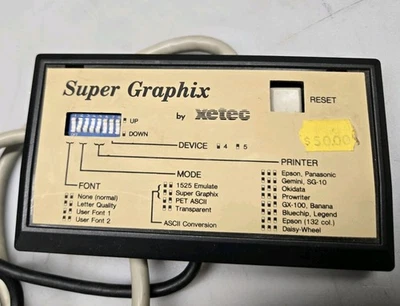 Super Graphix
by xetec
RESET
UP
DOWN
$50.00
DEVICE 4 5
PRINTER
FONT
None (normal)
Letter Quality
User Font 1
User Font 2
MODE
1525 Emulate
Super Graphix
PET ASCII
Transparent
ASCII Conversion
Epson, Panasonic
Gemini, SG-10
Okidata
Prowriter
GX-100, Banana
Bluechip, Legend
Epson (132 col.)
Daisy-Wheel